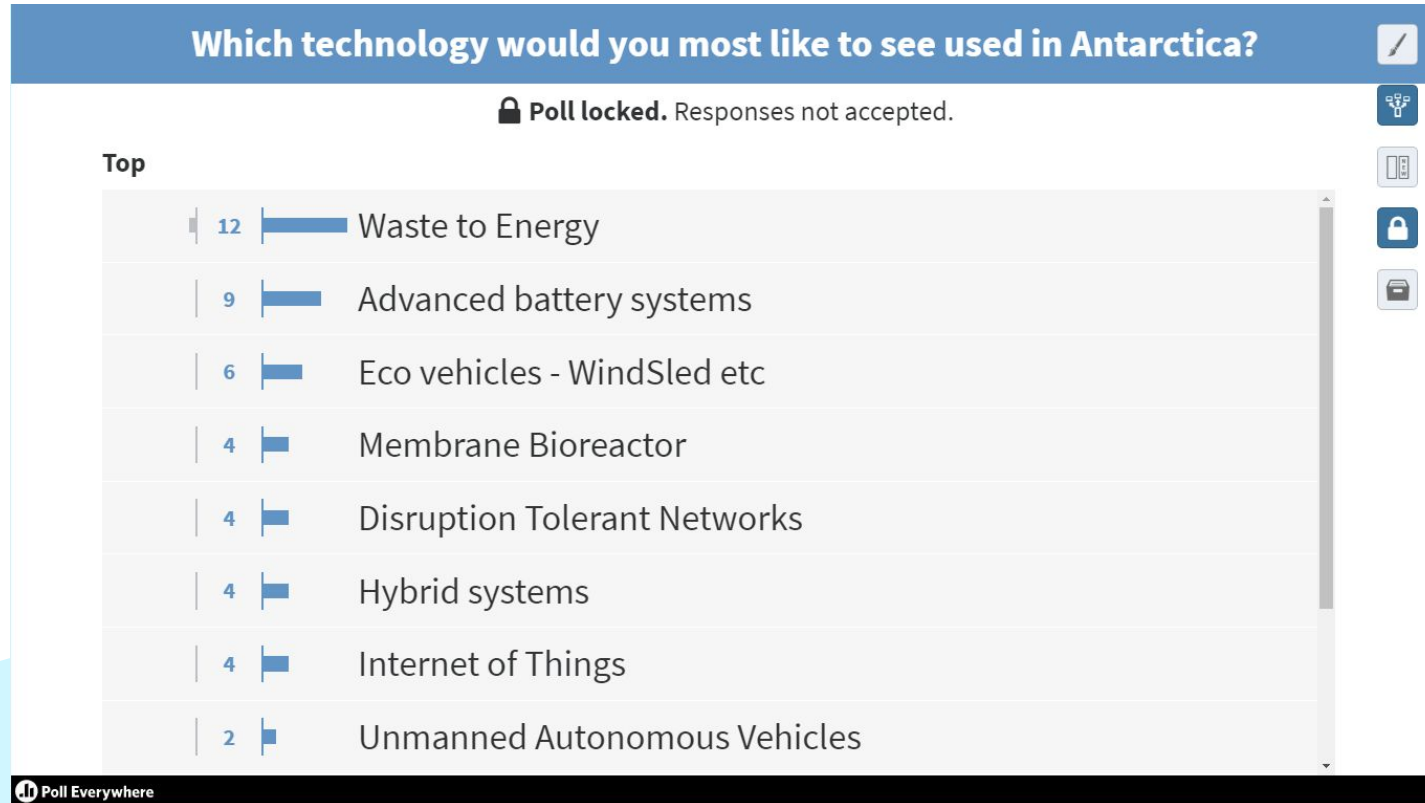 Which technology would you most like to see used in Antarctica?
Poll locked. Responses not accepted.
Top
12 Waste to Energy
9 Advanced battery systems
6 Eco vehicles - WindSled etc
4 Membrane Bioreactor
4 Disruption Tolerant Networks
4 Hybrid systems
4 Internet of Things
2 Unmanned Autonomous Vehicles
Poll Everywhere